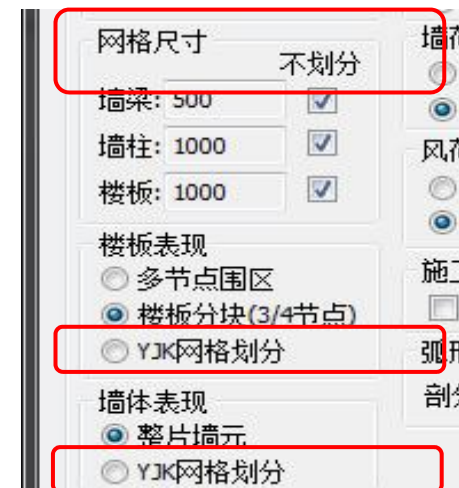 网格尺寸
不划分
墙梁: 500
墙柱: 1000
楼板: 1000
楼板表现
多节点围区
楼板分块(3/4节点)
YJK网格划分
墙体表现
整片墙元
YJK网格划分
墙
风
施
弧
剖